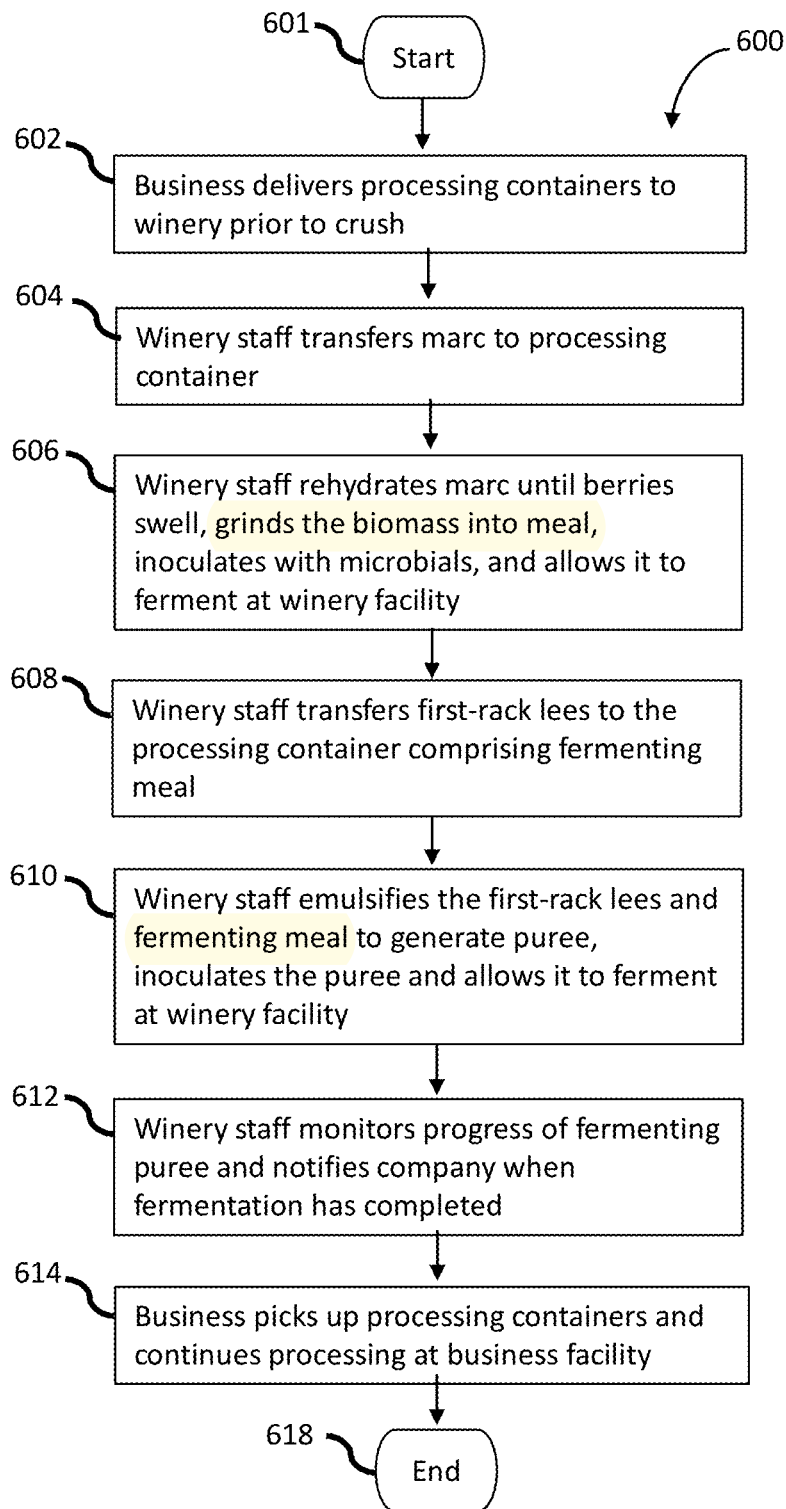 601
Start
600
602
Business delivers processing containers to
winery prior to crush
604
Winery staff transfers marc to processing
container
606
Winery staff rehydrates marc until berries
swell, grinds the biomass into meal,
inoculates with microbials, and allows it to
ferment at winery facility
608
Winery staff transfers first-rack lees to the
processing container comprising fermenting
meal
610
Winery staff emulsifies the first-rack lees and
fermenting meal to generate puree,
inoculates the puree and allows it to ferment
at winery facility
612
Winery staff monitors progress of fermenting
puree and notifies company when
fermentation has completed
614
Business picks up processing containers and
continues processing at business facility
618
End